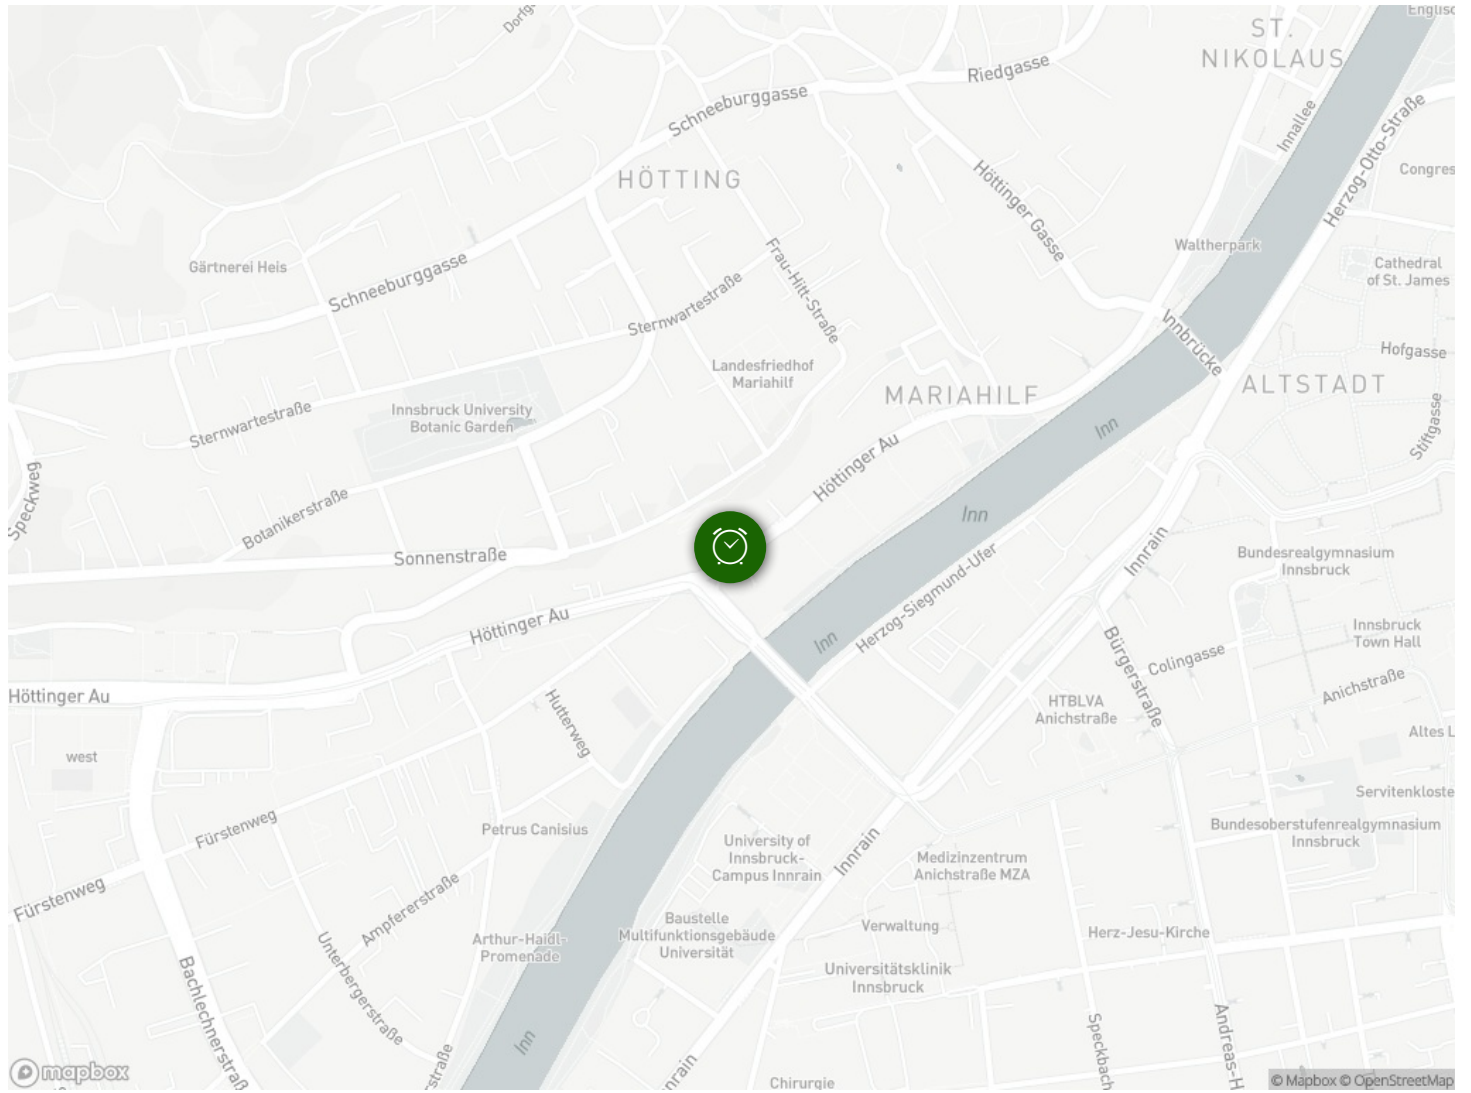 Englisc
ST.
NIKOLAUS
Dorfg
Riedgasse
Schneeburggasse
Innallee
Herzog-Otto-Straße
HÖTTING
Höttinger Gasse
Congres
Waltherpark
Gärtnerei Heis
Schneeburggasse
Frau-Hitt-Straße
Cathedral
of St. James
Sternwartestraße
Innbrücke
Hofgasse
Landesfriedhof
Mariahilf
MARIAHILF
ALTSTADT
Innsbruck University
Botanic Garden
Sternwartestraße
Inn
Stiftgasse
Höttinger Au
Speckweg
Botanikerstraße
Inn
Sonnenstraße
Innrain
Bundesrealgymnasium
Innsbruck
Herzog-Siegmund-Ufer
Höttinger Au
Inn
Innsbruck
Town Hall
Colingasse
Bürgerstraße
Höttinger Au
Anichstraße
Hutterweg
HTBLVA
Anichstraße
Altes L
west
Servitenkloste
Fürstenweg
Petrus Canisius
Bundesoberstufenrealgymnasium
Innsbruck
University of
Innsbruck-
Campus Innrain
Innrain
Medizinzentrum
Anichstraße MZA
Fürstenweg
Ampfererstraße
Baustelle
Multifunktionsgebäude
Universität
Verwaltung
Herz-Jesu-Kirche
Arthur-Haidl-
Promenade
Unterbergerstraße
Universitätsklinik
Innsbruck
Bachlechnerstraß
Inn
Speckbach
Andreas-H
rstraße
nrain
mapbox
Chirurgie
© Mapbox © OpenStreetMap